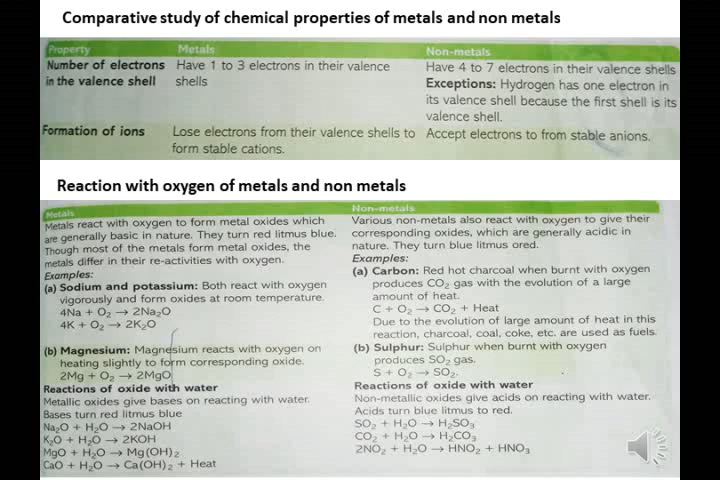 Comparative study of chemical properties of metals and non metals
Property Metals Non-metals
Number of electrons in the valence shell
Have 1 to 3 electrons in their valence shells
Have 4 to 7 electrons in their valence shells
Exceptions: Hydrogen has one electron in
its valence shell because the first shell is its
valence shell.
Formation of ions
Lose electrons from their valence shells to
form stable cations.
Accept electrons to from stable anions.
Reaction with oxygen of metals and non metals
Metals
Metals react with oxygen to form metal oxides which
are generally basic in nature. They turn red litmus blue.
Though most of the metals form metal oxides, the
metals differ in their re-activities with oxygen.
Examples:
(a) Sodium and potassium: Both react with oxygen
vigorously and form oxides at room temperature.
4Na + O₂ → 2Na₂O
4K + O₂ → 2K₂O
(b) Magnesium: Magnesium reacts with oxygen on
heating slightly to form corresponding oxide.
2Mg + O₂ → 2MgO
Reactions of oxide with water
Metallic oxides give bases on reacting with water.
Bases turn red litmus blue
Na₂O + H₂O → 2NaOH
K₂O + H₂O → 2KOH
MgO + H₂O → Mg(OH)₂
CaO + H₂O → Ca(OH)₂ + Heat
Non-metals
Various non-metals also react with oxygen to give their
corresponding oxides, which are generally acidic in
nature. They turn blue litmus ored.
Examples:
(a) Carbon: Red hot charcoal when burnt with oxygen
produces CO₂ gas with the evolution of a large
amount of heat.
C + O₂ → CO₂ + Heat
Due to the evolution of large amount of heat in this
reaction, charcoal, coal, coke, etc. are used as fuels.
(b) Sulphur: Sulphur when burnt with oxygen
produces SO₂ gas.
S + O₂ → SO₂.
Reactions of oxide with water
Non-metallic oxides give acids on reacting with water.
Acids turn blue litmus to red.
SO₂ + H₂O → H₂SO₃
CO₂ + H₂O → H₂CO₃
2NO₂ + H₂O → HNO₂ + HNO₃